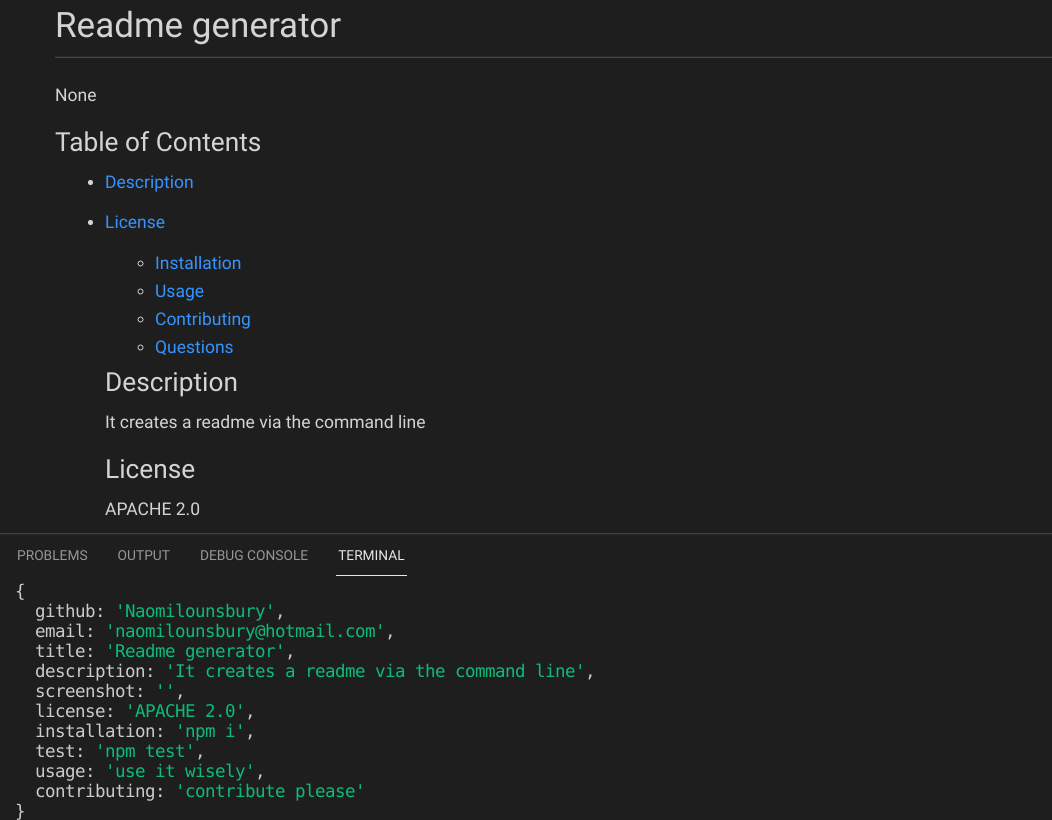 Readme generator
None
Table of Contents
Description
License
Installation
Usage
Contributing
Questions
Description
It creates a readme via the command line
License
APACHE 2.0
PROBLEMS OUTPUT DEBUG CONSOLE TERMINAL
{
github: 'Naomilounsbury',
email: 'naomilounsbury@hotmail.com',
title: 'Readme generator',
description: 'It creates a readme via the command line',
screenshot: '',
license: 'APACHE 2.0',
installation: 'npm i',
test: 'npm test',
usage: 'use it wisely',
contributing: 'contribute please'
}